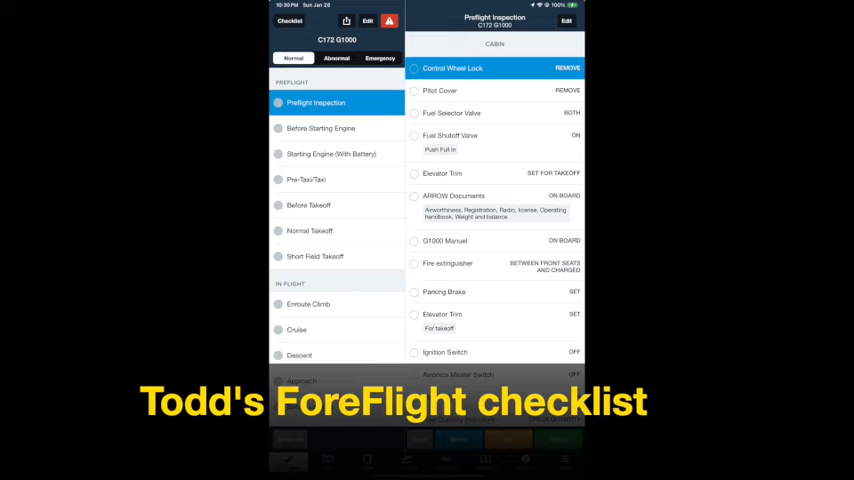 10:30 PM Sun Jan 28
100%
Checklist
Edit
C172 G1000
Normal
Abnormal
Emergency
PREFLIGHT
Preflight Inspection
Before Starting Engine
Starting Engine (With Battery)
Pre-Taxi/Taxi
Before Takeoff
Normal Takeoff
Short Field Takeoff
IN FLIGHT
Enroute Climb
Cruise
Descent
Approach
Preflight Inspection
C172 G1000
Edit
CABIN
Control Wheel Lock REMOVE
Pitot Cover REMOVE
Fuel Selector Valve BOTH
Fuel Shutoff Valve ON
Push Full In
Elevator Trim SET FOR TAKEOFF
ARROW Documents ON BOARD
Airworthiness, Registration, Radio, license, Operating
handbook, Weight and balance
G1000 Manuel ON BOARD
Fire extinguisher BETWEEN FRONT SEATS
AND CHARGED
Parking Brake SET
Elevator Trim SET
For takeoff
Ignition Switch OFF
Avionics Master Switch OFF
CHECK QUANTITY
Todd's ForeFlight checklist